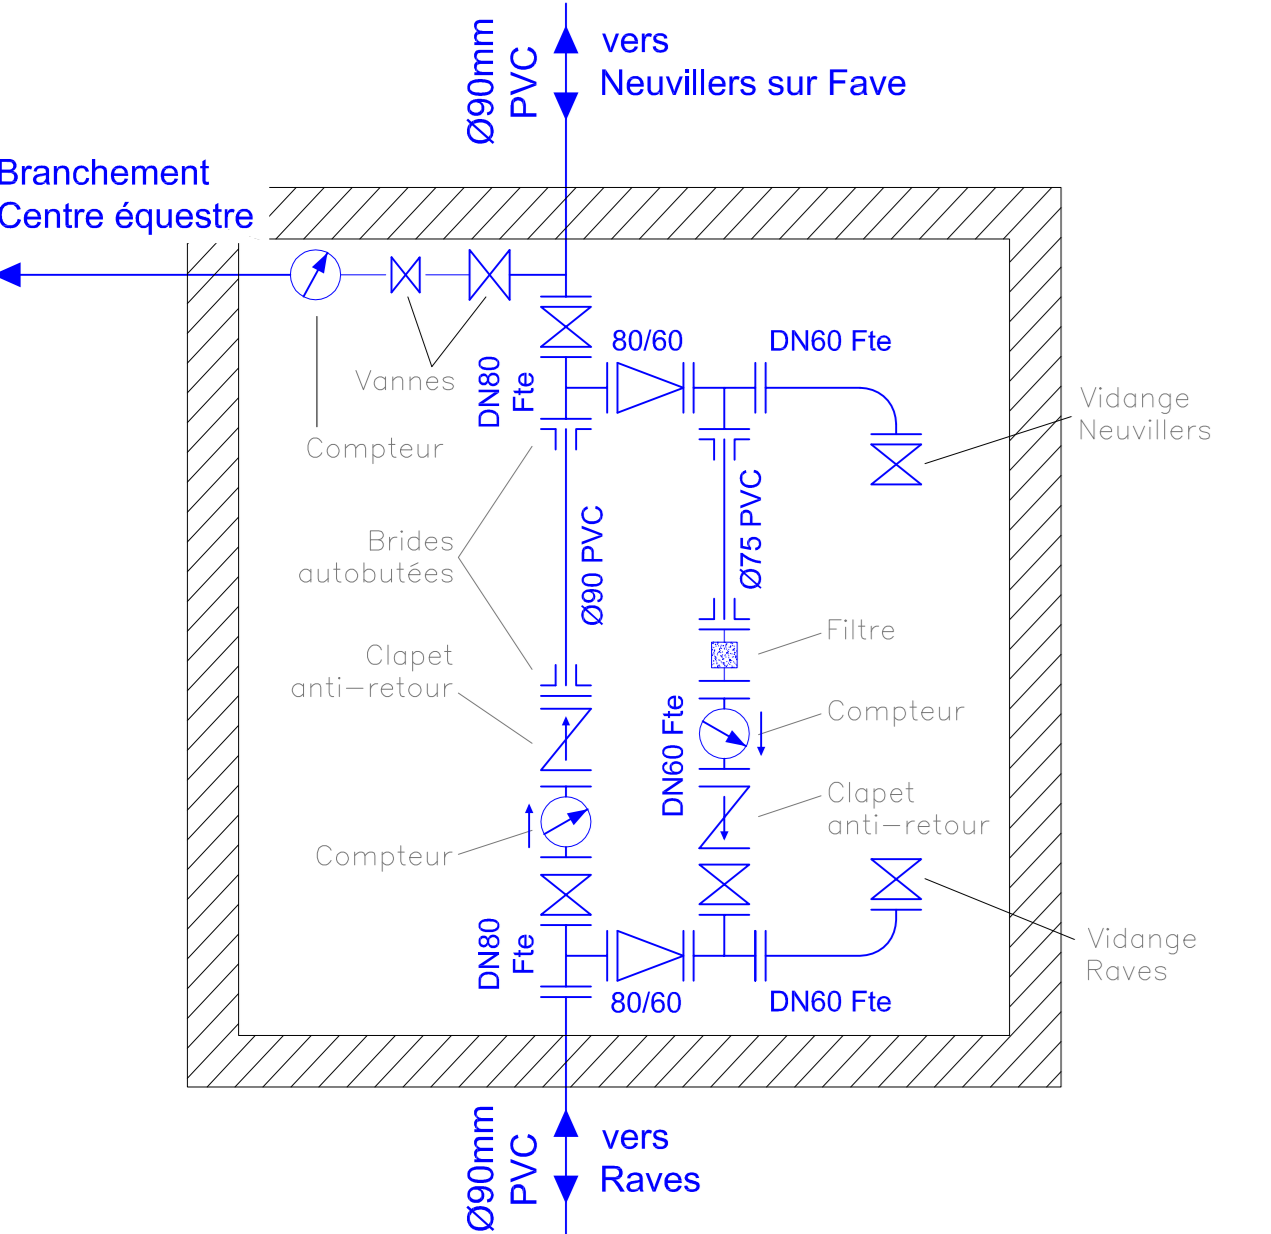 Ø90mm
PVC
vers
Neuvillers sur Fave
Branchement
Centre équestre
80/60
DN60 Fte
DN80
Fte
Vannes
Compteur
Vidange
Neuvillers
Brides
autobutées
Ø90 PVC
Ø75 PVC
Filtre
Clapet
anti-retour
DN60 Fte
Compteur
Clapet
anti-retour
Compteur
DN80
Fte
Vidange
Raves
80/60
DN60 Fte
Ø90mm
PVC
vers
Raves